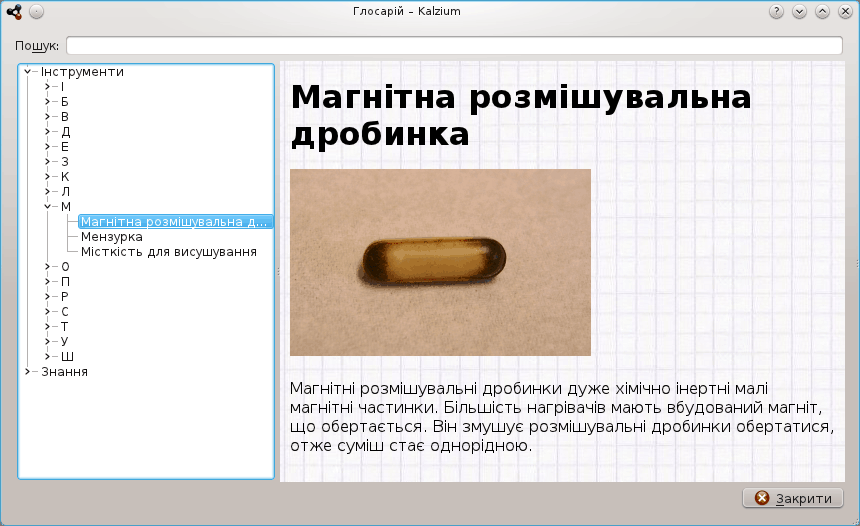 Глосарій – Kalzium
Пошук:
Інструменти
І
Б
В
Д
Е
З
К
Л
М
Магнітна розмішувальна д...
Мензурка
Місткість для висушування
О
П
Р
С
Т
У
Ш
Знання
Магнітна розмішувальна
дробинка
Магнітні розмішувальні дробинки дуже хімічно інертні малі
магнітні частинки. Більшість нагрівачів мають вбудований магніт,
що обертається. Він змушує розмішувальні дробинки обертатися,
отже суміш стає однорідною.
Закрити